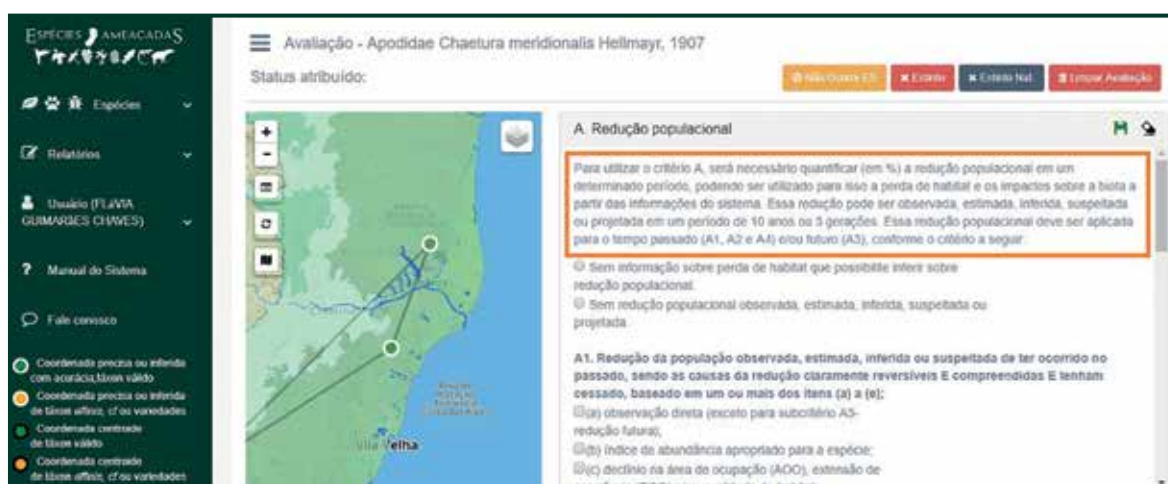 ESPÉCIES AMEACADAS
Espécies
Relatórios
Usuário (FLaVIA
GUIMARÃES CHAVES)
? Manual do Sistema
Fale conosco
Coordenada precisa ou inferida
com acurácia,táxon válido
Coordenada precisa ou inferida
de táxon affinis, cf ou variedades
Coordenada centroide
de táxon válido
Coordenada centroide
de táxon affinis, cf ou variedades
Avaliação - Apodidae Chaetura meridionalis Hellmayr, 1907
Status atribuído:
Não Ocorre ES
Extinto
Extinto Nat.
Limpar Avaliação
+
-
Vila Velha
A. Redução populacional
Para utilizar o critério A, será necessário quantificar (em %) a redução populacional em um
determinado período, podendo ser utilizado para isso a perda de habitat e os impactos sobre a biota a
partir das informações do sistema. Essa redução pode ser observada, estimada, inferida, suspeitada
ou projetada em um período de 10 anos ou 3 gerações. Essa redução populacional deve ser aplicada
para o tempo passado (A1, A2 e A4) e/ou futuro (A3), conforme o critério a seguir:
Sem informação sobre perda de habitat que possibilite inferir sobre
redução populacional.
Sem redução populacional observada, estimada, inferida, suspeitada ou
projetada.
A1. Redução da população observada, estimada, inferida ou suspeitada de ter ocorrido no
passado, sendo as causas da redução claramente reversíveis E compreendidas E tenham
cessado, baseado em um ou mais dos itens (a) a (e);
(a) observação direta (exceto para subcritério A3-
redução futura);
(b) índice de abundância apropriado para a espécie;
(c) declínio na área de ocupação (AOO), extensão de